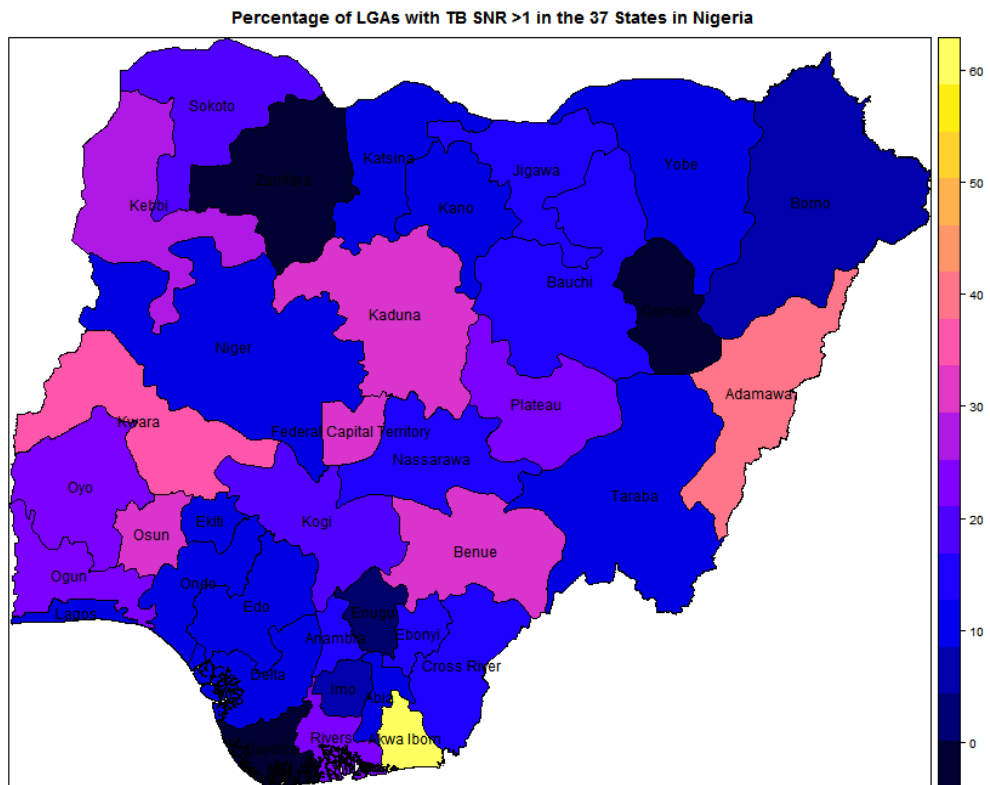 Percentage of LGAs with TB SNR >1 in the 37 States in Nigeria
60
50
40
30
20
10
0
Sokoto
Zamfara
Katsina
Jigawa
Yobe
Borno
Kebbi
Kano
Bauchi
Gombe
Kaduna
Niger
Adamawa
Plateau
Kwara
Federal Capital Territory
Nassarawa
Oyo
Taraba
Ekiti
Kogi
Osun
Benue
Ogun
Ondo
Edo
Lagos
Enugu
Anambra
Ebonyi
Cross River
Delta
Imo
Abia
Rivers
Akwa Ibom